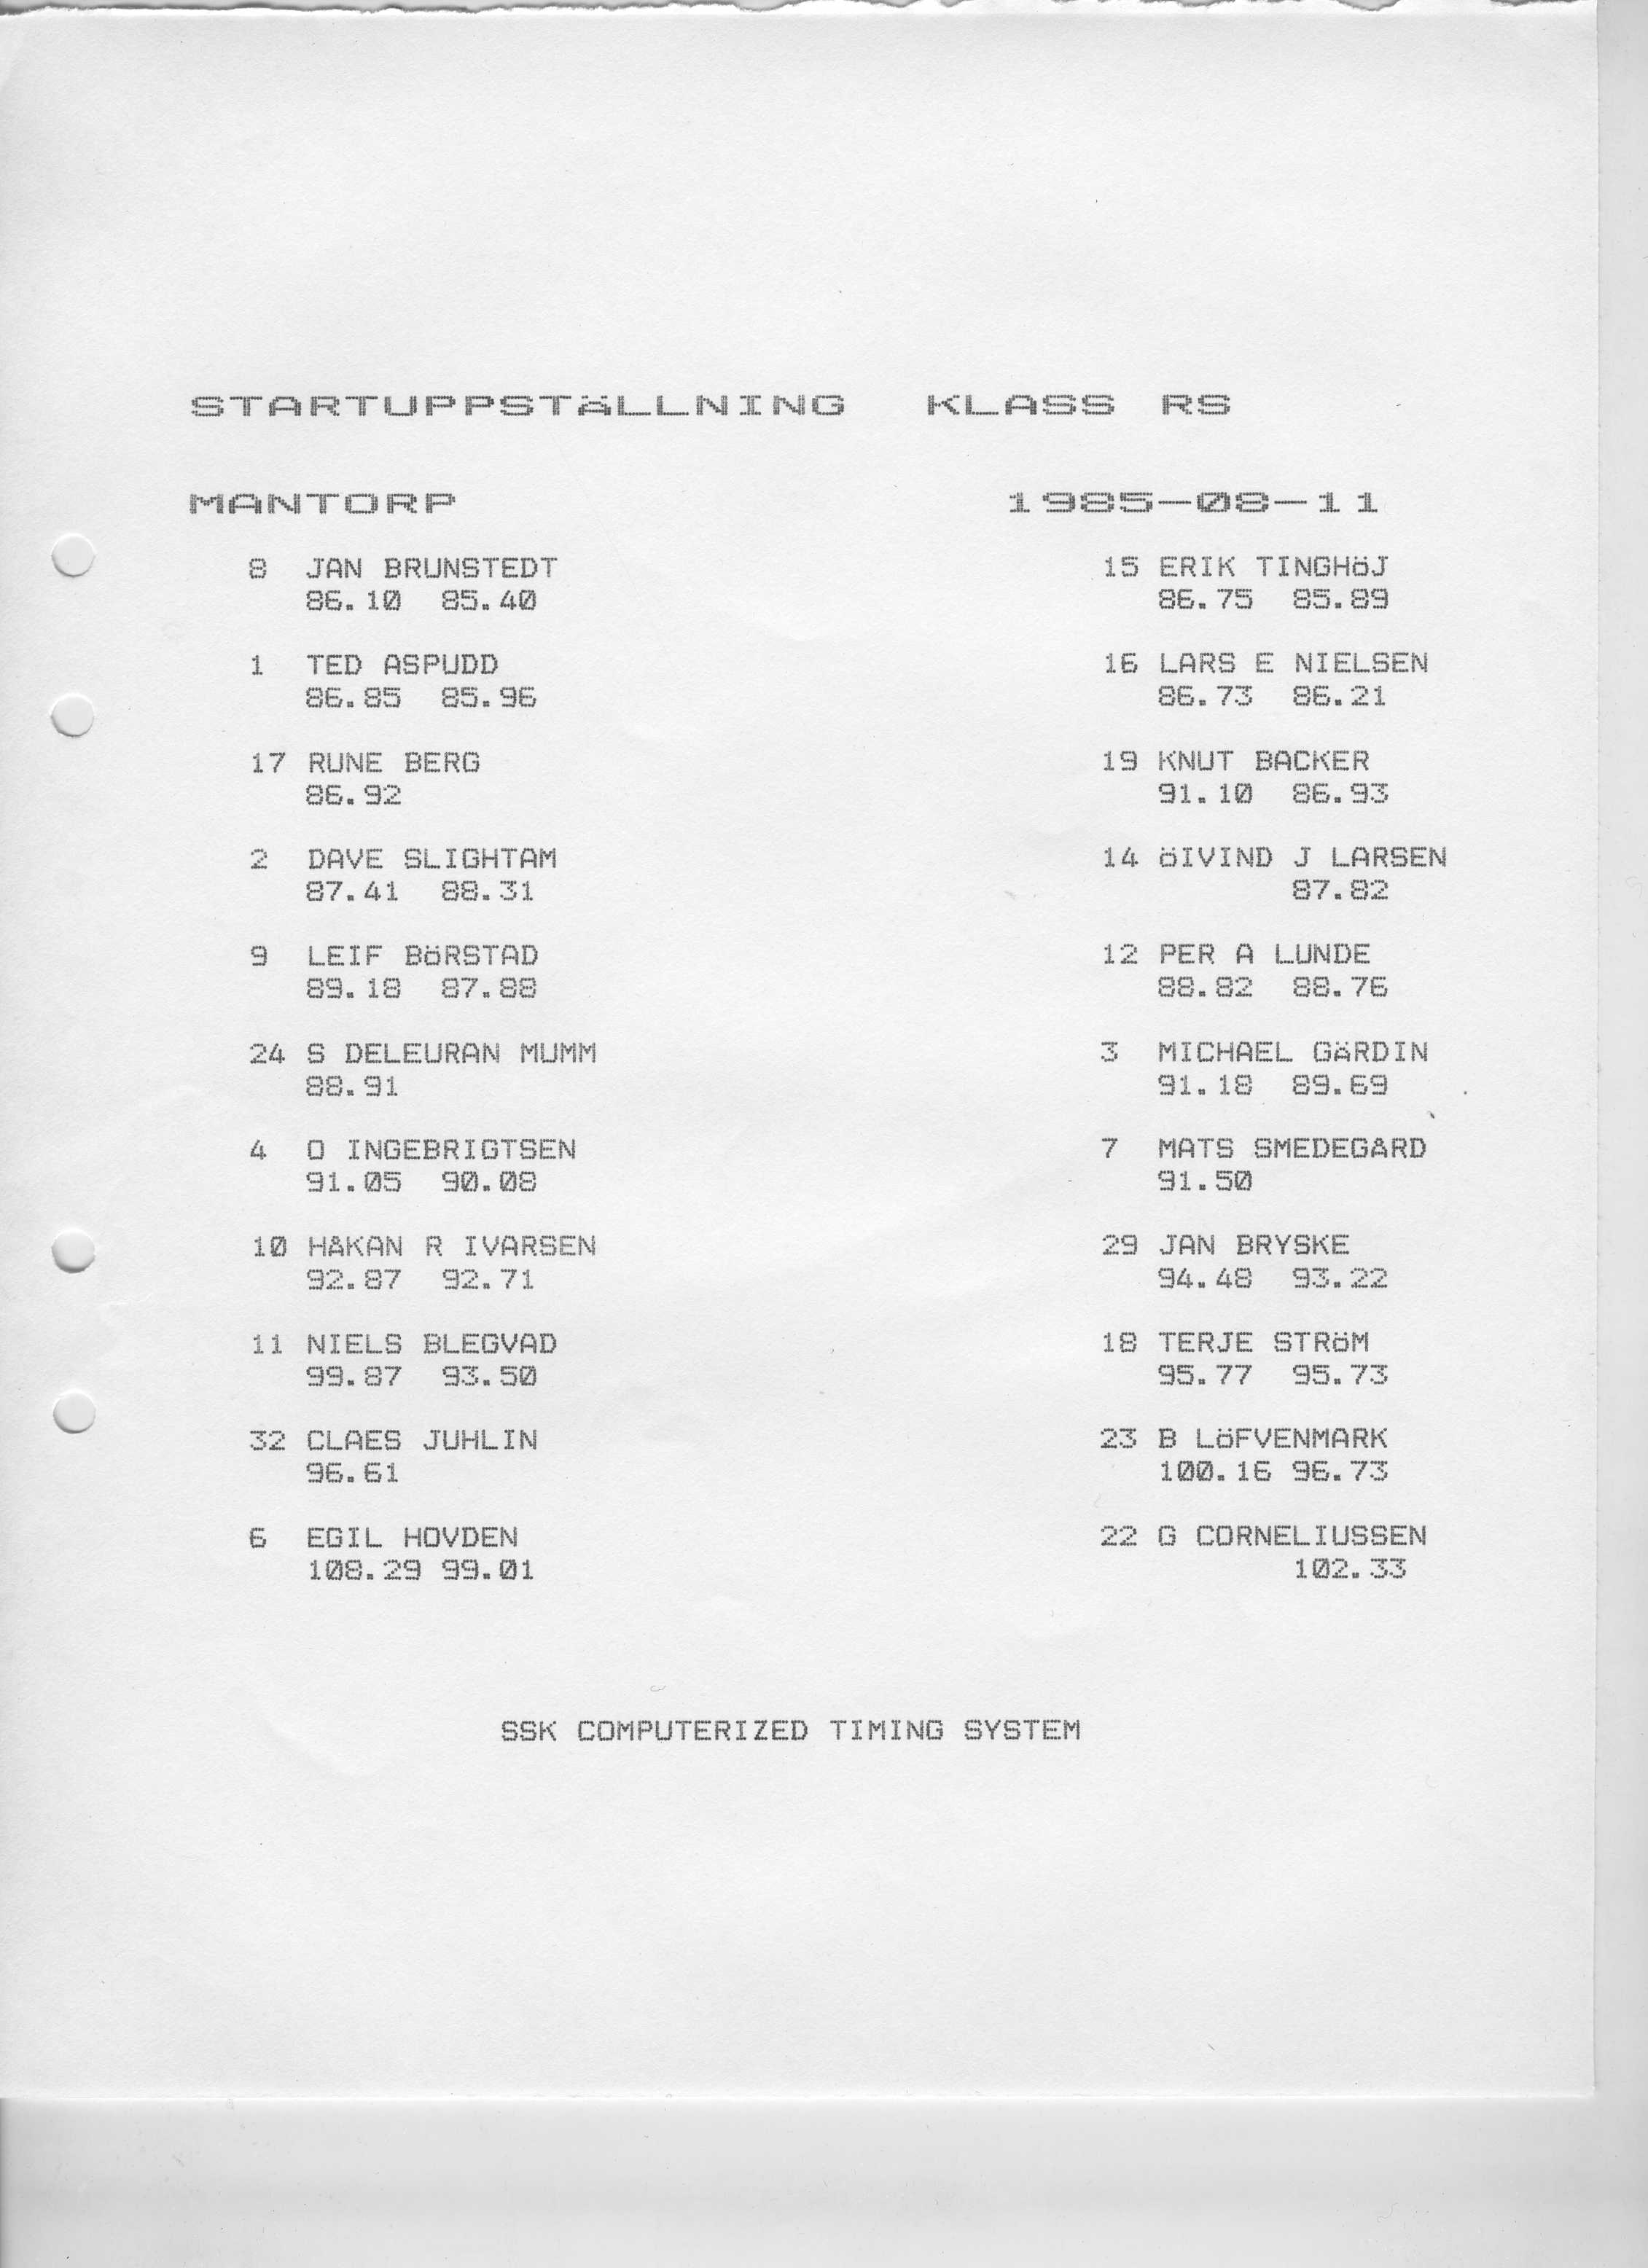 STARTUPPSTÄLLNING KLASS RS
MANTORP 1985-08-11
8 JAN BRUNSTEDT 15 ERIK TINGHÖJ
86.10 85.40 86.75 85.89
1 TED ASPUDD 16 LARS E NIELSEN
86.85 85.96 86.73 86.21
17 RUNE BERG 19 KNUT BACKER
86.92 91.10 86.93
2 DAVE SLIGHTAM 14 ÖIVIND J LARSEN
87.41 88.31 87.82
9 LEIF BÖRSTAD 12 PER A LUNDE
89.18 87.88 88.82 88.76
24 S DELEURAN MUMM 3 MICHAEL GÄRDIN
88.91 91.18 89.69
4 O INGEBRIGTSEN 7 MATS SMEDEGÅRD
91.05 90.08 91.50
10 HÅKAN R IVARSEN 29 JAN BRYSKE
92.87 92.71 94.48 93.22
11 NIELS BLEGVAD 18 TERJE STRÖM
99.87 93.50 95.77 95.73
32 CLAES JUHLIN 23 B LÖFVENMARK
96.61 100.16 96.73
6 EGIL HOVDEN 22 G CORNELIUSSEN
108.29 99.01 102.33
SSK COMPUTERIZED TIMING SYSTEM